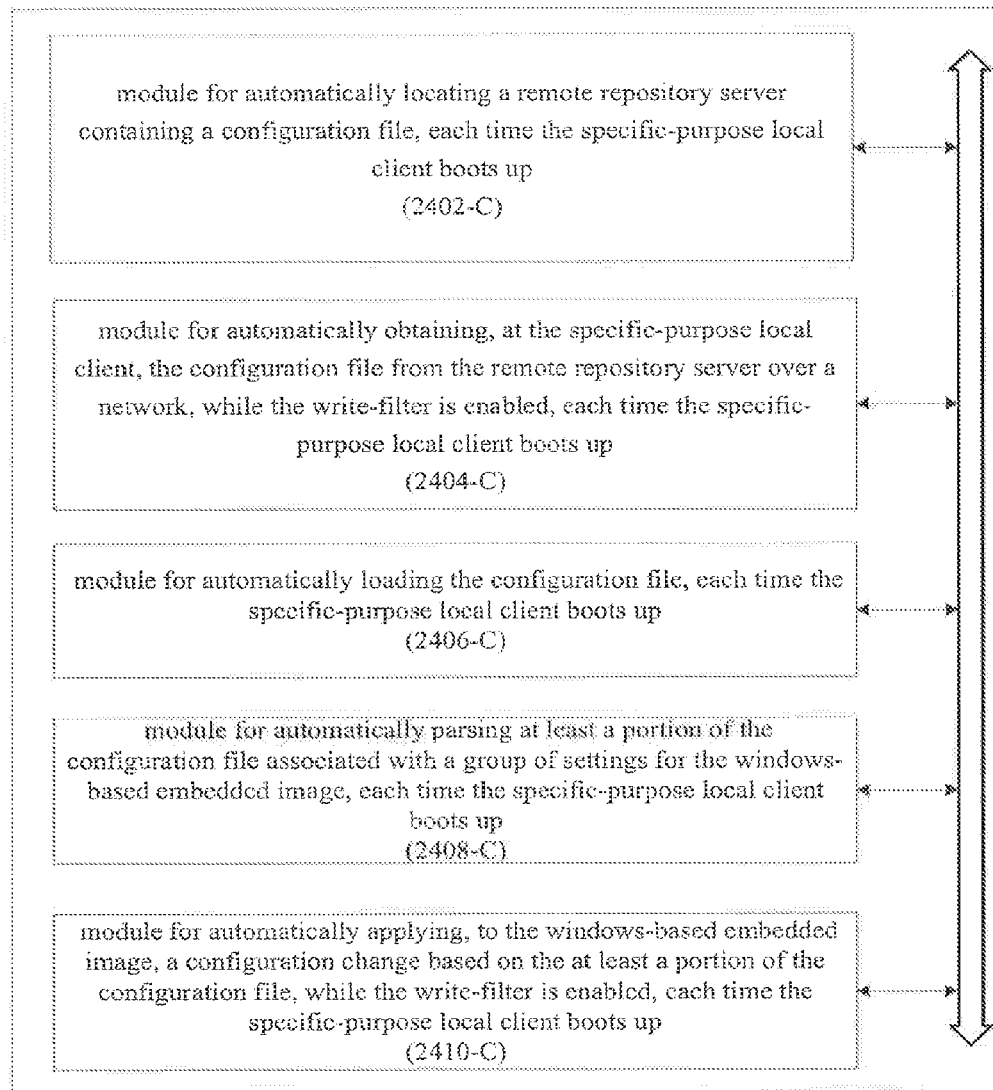 module for automatically locating a remote repository server
containing a configuration file, each time the specific-purpose local
client boots up
(2402-C)
module for automatically obtaining, at the specific-purpose local
client, the configuration file from the remote repository server over a
network, while the write-filter is enabled, each time the specific-
purpose local client boots up
(2404-C)
module for automatically loading the configuration file, each time the
specific-purpose local client boots up
(2406-C)
module for automatically parsing at least a portion of the
configuration file associated with a group of settings for the windows-
based embedded image, each time the specific-purpose local client
boots up
(2408-C)
module for automatically applying, to the windows-based embedded
image, a configuration change based on the at least a portion of the
configuration file, while the write-filter is enabled, each time the
specific-purpose local client boots up
(2410-C)